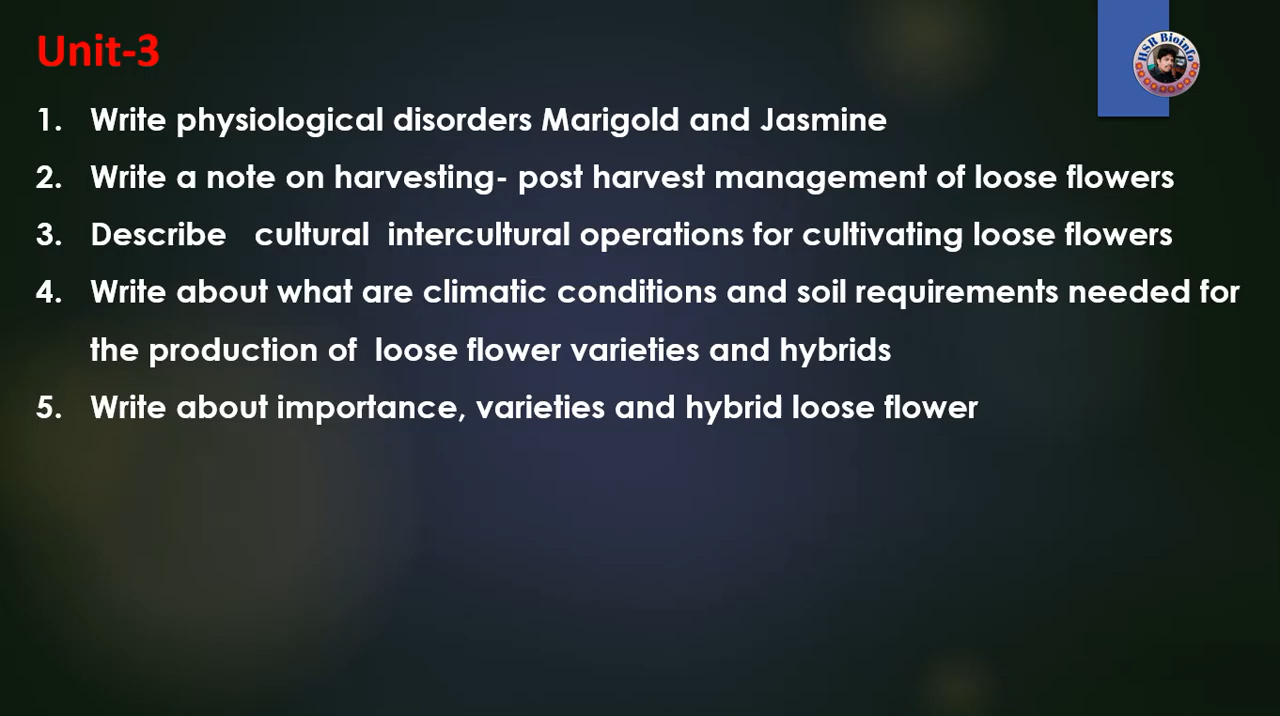 Unit-3
HSR Bioinfo
1. Write physiological disorders Marigold and Jasmine
2. Write a note on harvesting- post harvest management of loose flowers
3. Describe cultural intercultural operations for cultivating loose flowers
4. Write about what are climatic conditions and soil requirements needed for
the production of loose flower varieties and hybrids
5. Write about importance, varieties and hybrid loose flower